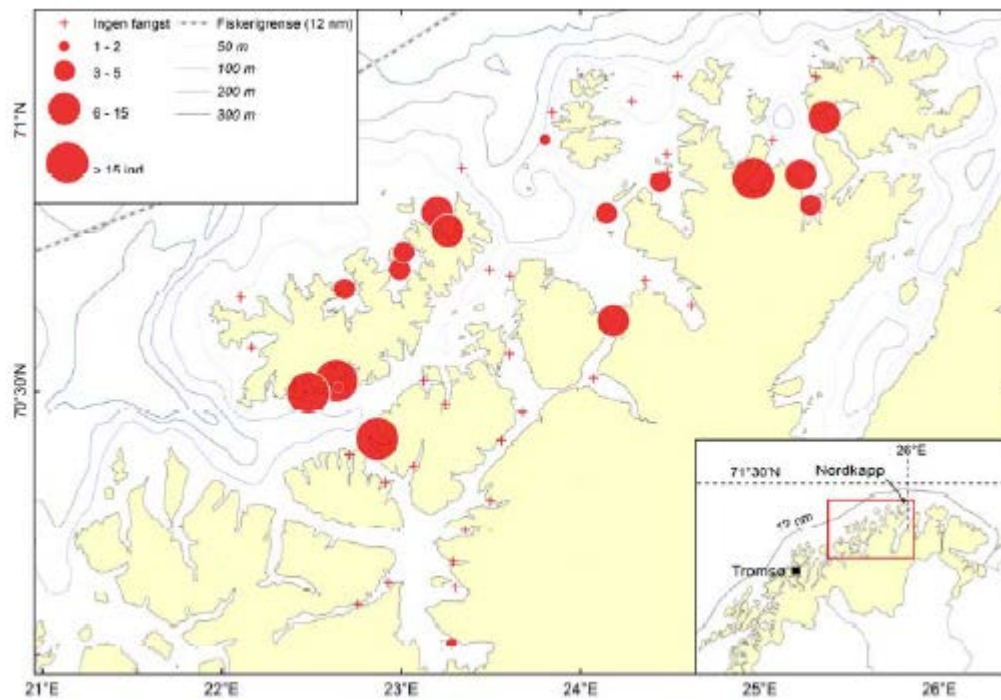 Ingen fangst
1 - 2
3 - 5
6 - 15
> 15 ind
Fiskerigrense (12 nm)
50 m
100 m
200 m
300 m
71°N
70°30'N
21°E
22°E
23°E
24°E
25°E
26°E
26°E
Nordkapp
71°30'N
12 nm
Tromsø